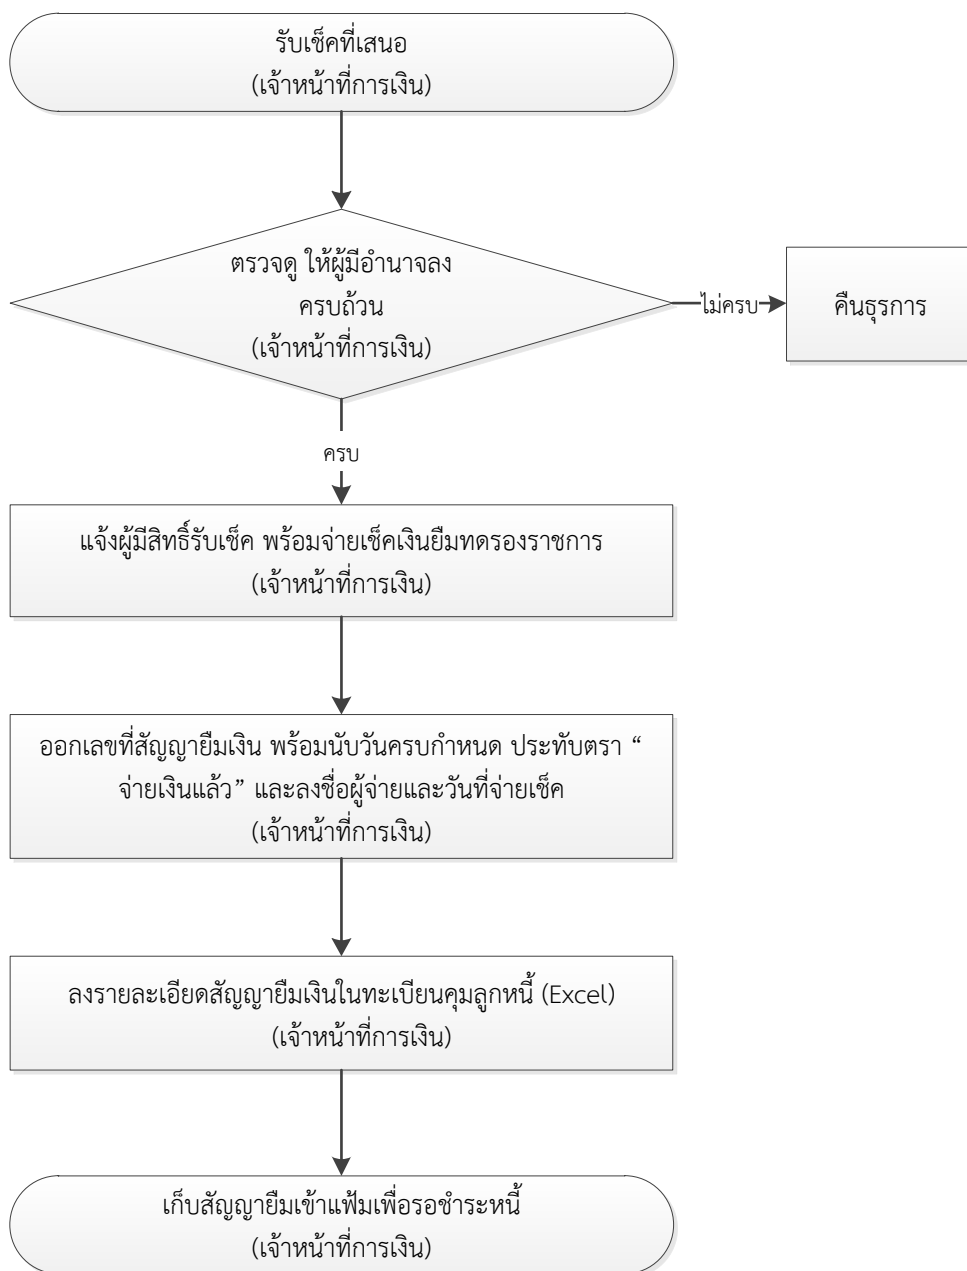 รับเช็คที่เสนอ
(เจ้าหน้าที่การเงิน)
ตรวจดู ให้ผู้มีอำนาจลง
ครบถ้วน
(เจ้าหน้าที่การเงิน)
ไม่ครบ
คืนธุรการ
ครบ
แจ้งผู้มีสิทธิ์รับเช็ค พร้อมจ่ายเช็คเงินยืมทดรองราชการ
(เจ้าหน้าที่การเงิน)
ออกเลขที่สัญญายืมเงิน พร้อมนับวันครบกำหนด ประทับตรา “
จ่ายเงินแล้ว” และลงชื่อผู้จ่ายและวันที่จ่ายเช็ค
(เจ้าหน้าที่การเงิน)
ลงรายละเอียดสัญญายืมเงินในทะเบียนคุมลูกหนี้ (Excel)
(เจ้าหน้าที่การเงิน)
เก็บสัญญายืมเข้าแฟ้มเพื่อรอชำระหนี้
(เจ้าหน้าที่การเงิน)